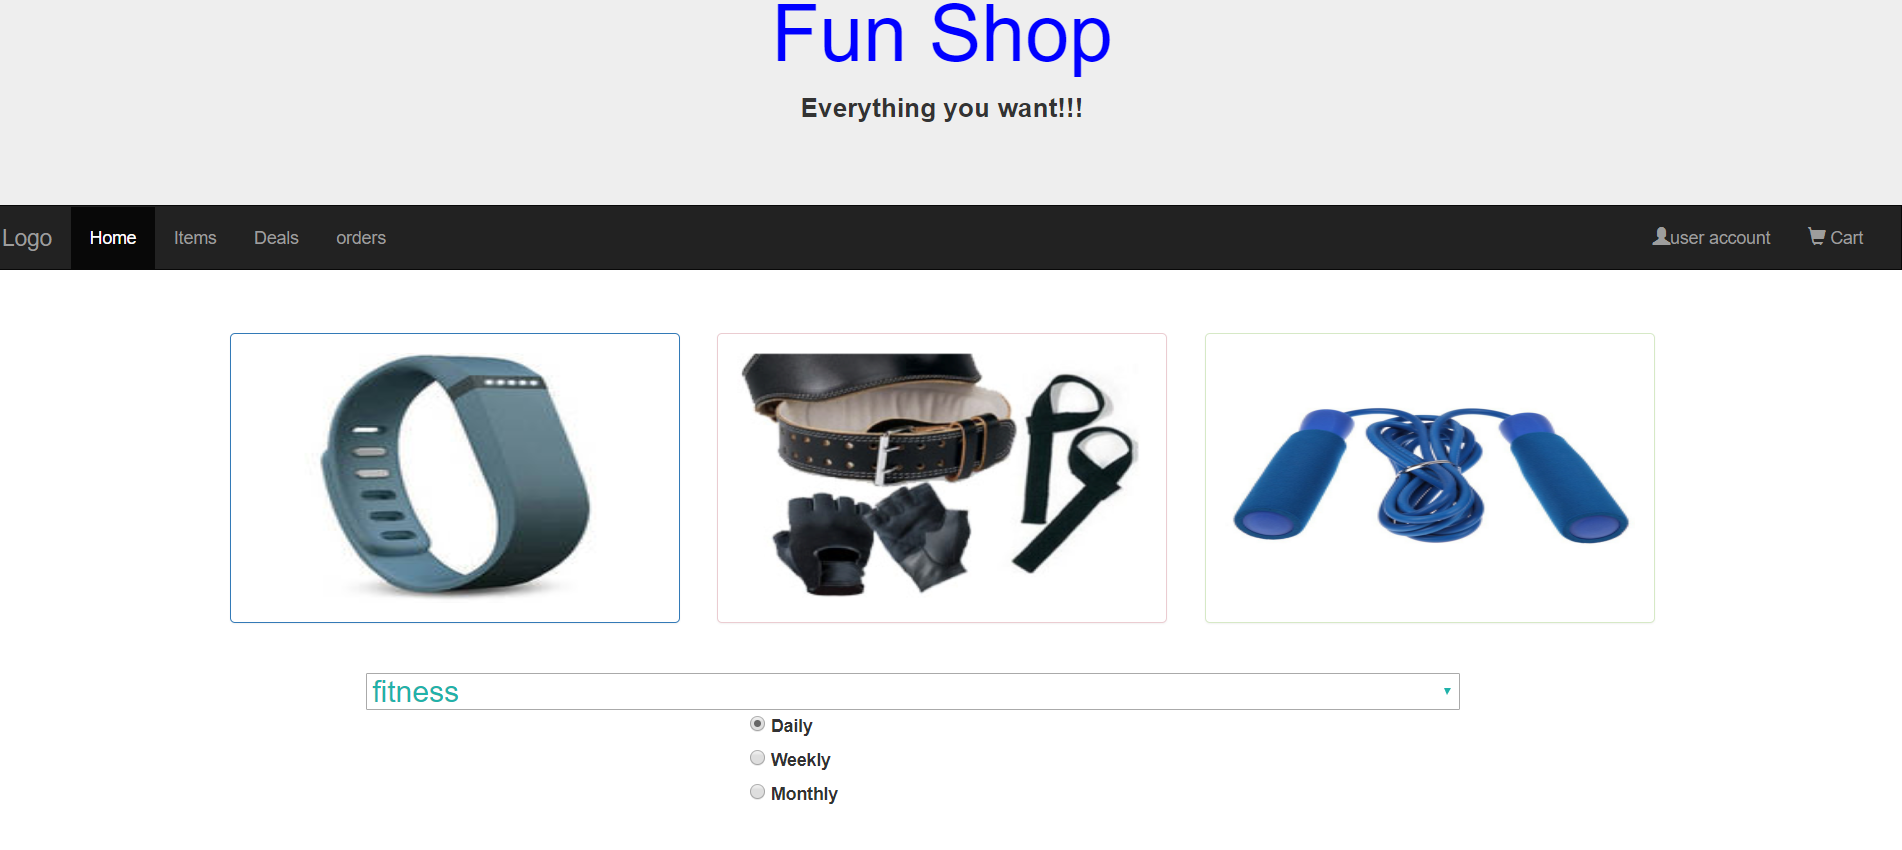 Fun Shop
Everything you want!!!
Logo Home Items Deals orders user account Cart
fitness
Daily
Weekly
Monthly